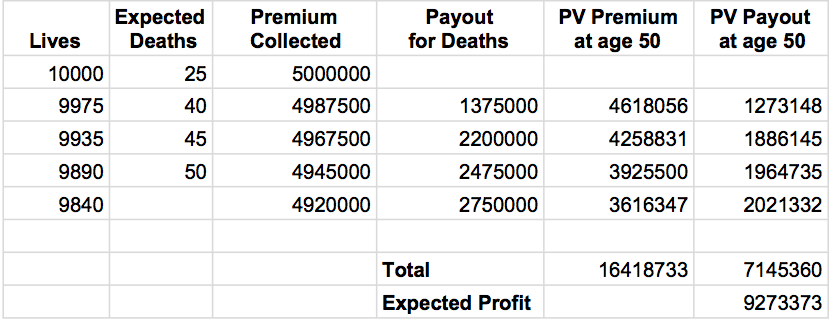 Lives Expected Deaths Premium Collected Payout for Deaths PV Premium at age 50 PV Payout at age 50
10000 25 5000000
9975 40 4987500 1375000 4618056 1273148
9935 45 4967500 2200000 4258831 1886145
9890 50 4945000 2475000 3925500 1964735
9840 4920000 2750000 3616347 2021332
Total 16418733 7145360
Expected Profit 9273373